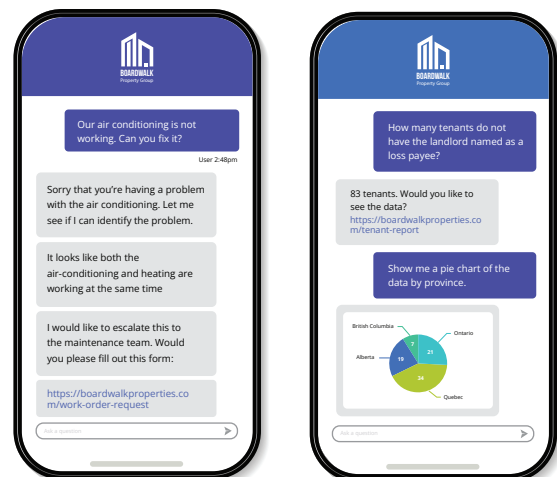 BOARDWALK
Property Group
Our air conditioning is not
working. Can you fix it?
User 2:48pm
Sorry that you're having a problem
with the air conditioning. Let me
see if I can identify the problem.
It looks like both the
air-conditioning and heating are
working at the same time
I would like to escalate this to
the maintenance team. Would
you please fill out this form:
https://boardwalkproperties.co
m/work-order-request
Ask a question
BOARDWALK
Property Group
How many tenants do not
have the landlord named as a
loss payee?
83 tenants. Would you like to
see the data?
https://boardwalkproperties.co
m/tenant-report
Show me a pie chart of the
data by province.
British Columbia
Ontario
7
21
Alberta
19
34
Quebec
Ask a question